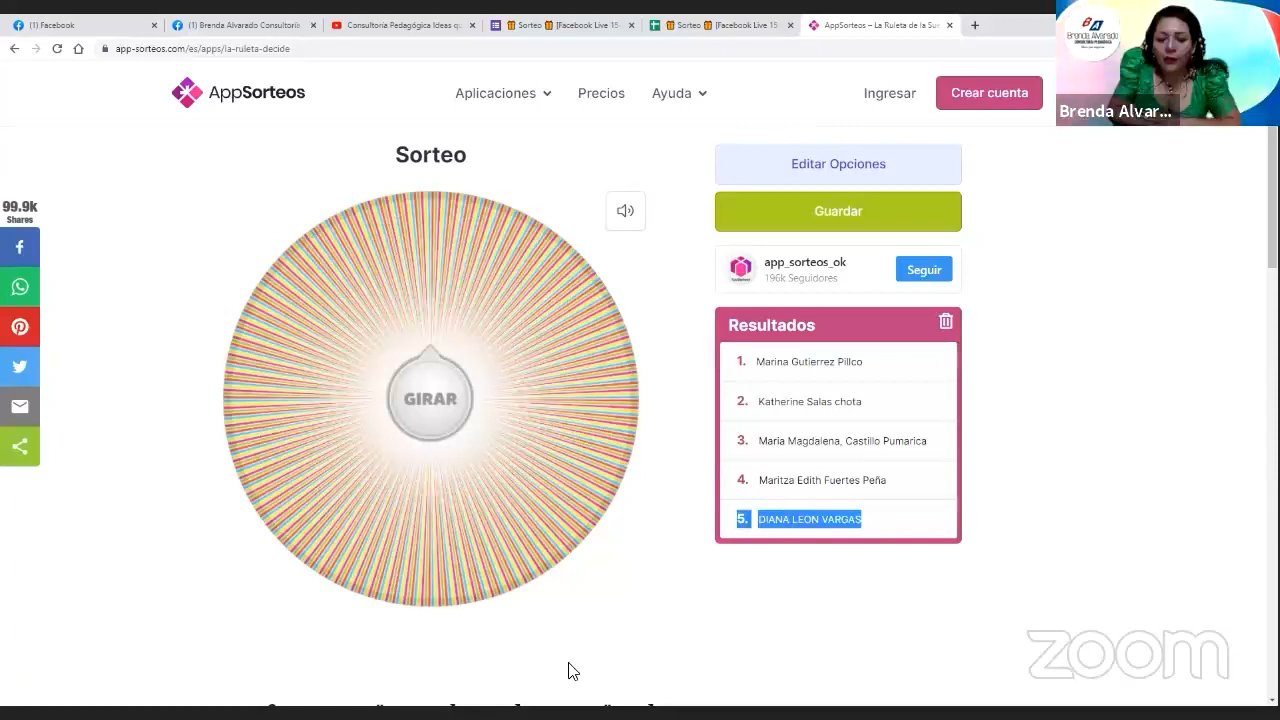 (1) Facebook
(1) Brenda Alvarado Consultoría
Consultoría Pedagógica Ideas qu
Sorteo [Facebook Live 15
Sorteo [Facebook Live 15
AppSorteos – La Ruleta de la Su
app-sorteos.com/es/apps/la-ruleta-decide
AppSorteos
Aplicaciones
Precios
Ayuda
Ingresar
Crear cuenta
Brenda Alvarado
Brenda Alvar...
Sorteo
99.9k
Shares
GIRAR
Editar Opciones
Guardar
app_sorteos_ok
196k Seguidores
Seguir
Resultados
1. Marina Gutierrez Pillco
2. Katherine Salas chota
3. Maria Magdalena, Castillo Pumarica
4. Maritza Edith Fuertes Peña
5. DIANA LEON VARGAS
zoom